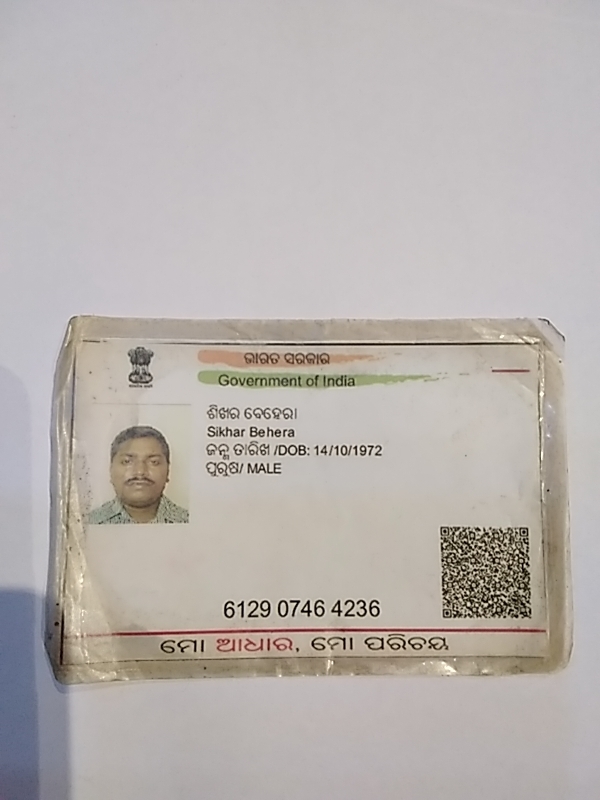 ଭାରତ ସରକାର
Government of India
ଶିଖର ବେହେରା
Sikhar Behera
ଜନ୍ମ ତାରିଖ /DOB: 14/10/1972
ପୁରୁଷ/ MALE
6129 0746 4236
ମୋ ଆଧାର, ମୋ ପରିଚୟ